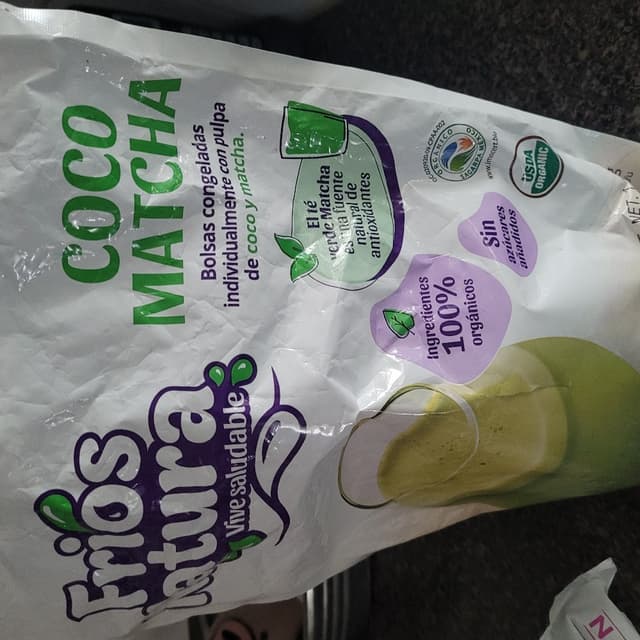 Frios
Natura
Vive saludable
COCO
MATCHA
Bolsas congeladas
individualmente con pulpa
de coco y matcha.
El té
verde Matcha
es una fuente
natural de
antioxidantes
Ingredientes
100%
orgánicos
Sin
azúcares
añadidos
USDA
ORGANIC
N